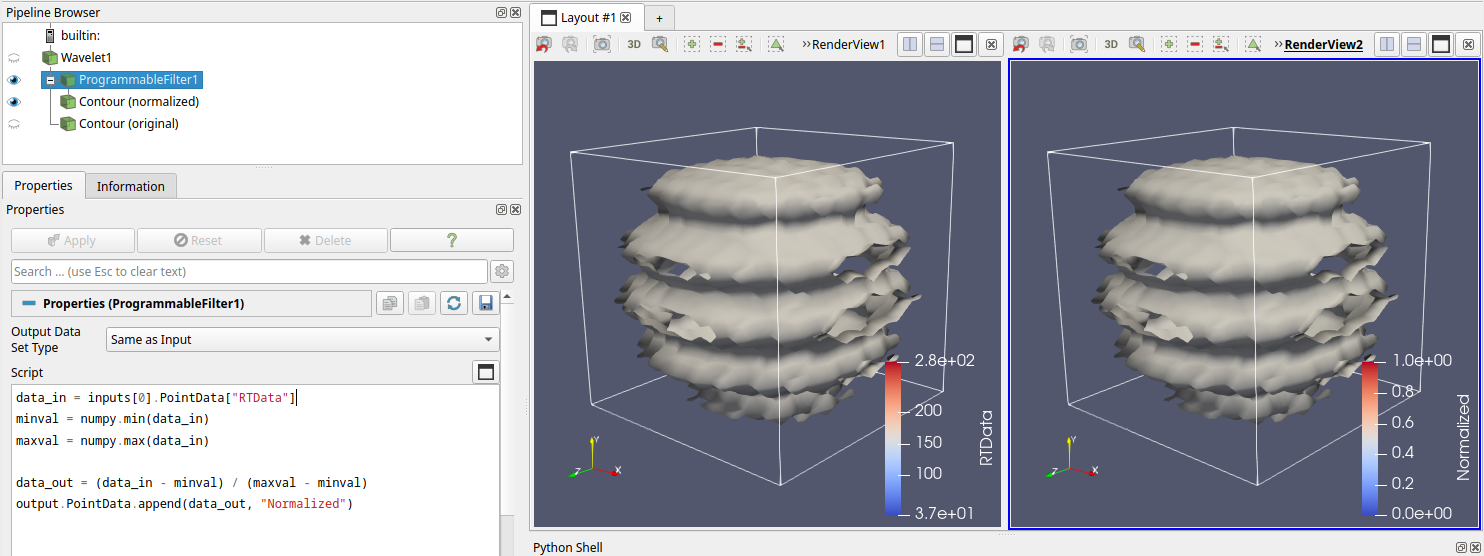 Pipeline Browser
builtin:
Wavelet1
ProgrammableFilter1
Contour (normalized)
Contour (original)
Properties
Information
Properties
Apply
Reset
Delete
?
Search ... (use Esc to clear text)
Properties (ProgrammableFilter1)
Output Data
Set Type
Same as Input
Script
data_in = inputs[0].PointData["RTData"]
minval = numpy.min(data_in)
maxval = numpy.max(data_in)
data_out = (data_in - minval) / (maxval - minval)
output.PointData.append(data_out, "Normalized")
Layout #1
+
3D
»RenderView1
3D
»RenderView2
2.8e+02
200
150
100
3.7e+01
RTData
Y
Z
X
1.0e+00
0.8
0.6
0.4
0.2
0.0e+00
Normalized
Y
Z
X
Python Shell